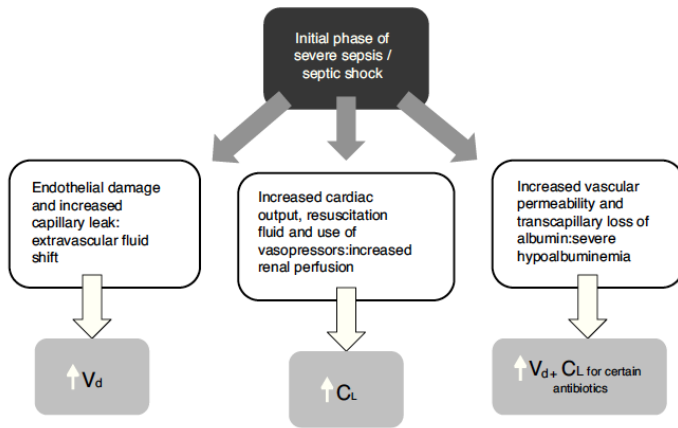 Initial phase of
severe sepsis /
septic shock
Endothelial damage
and increased
capillary leak:
extravascular fluid
shift
Increased cardiac
output, resuscitation
fluid and use of
vasopressors:increased
renal perfusion
Increased vascular
permeability and
transcapillary loss of
albumin:severe
hypoalbuminemia
↑Vd
↑CL
↑Vd+ CL for certain
antibiotics